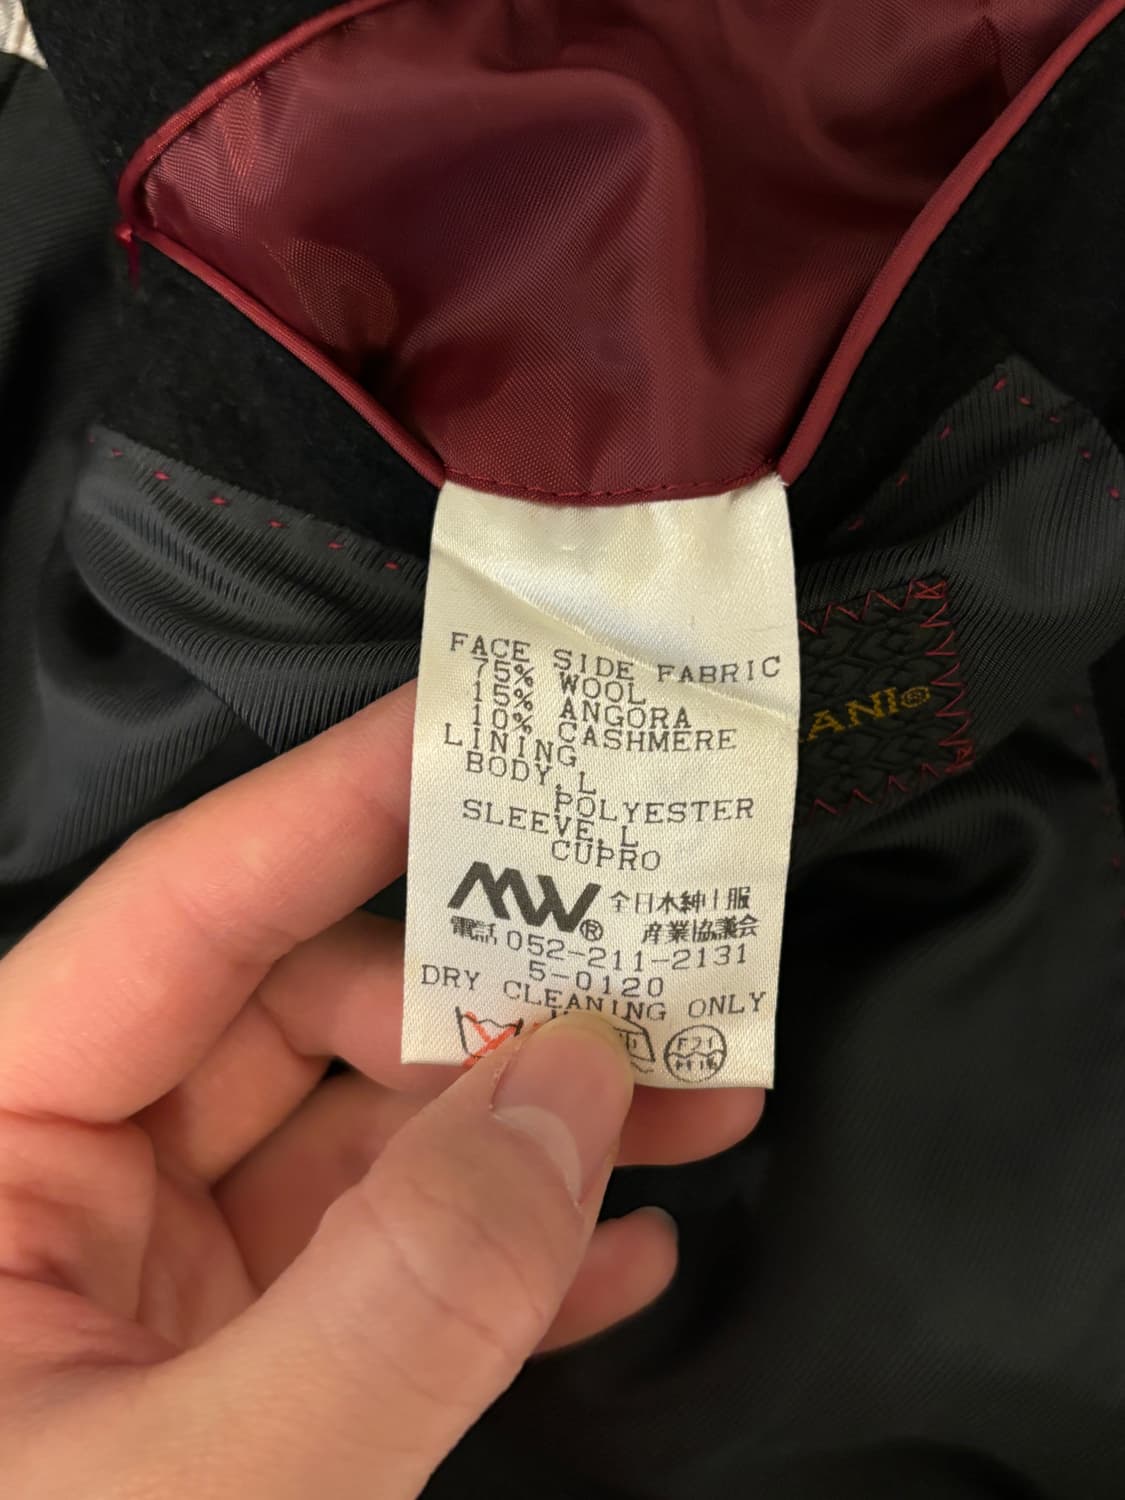 FACE SIDE FABRIC
75% WOOL
15% ANGORA
10% CASHMERE
LINING
BODY.L
POLYESTER
SLEEVE.L
CUPRO
MW® 全日本紳士服
産業協議会
電話 052-211-2131
5-0120
DRY CLEANING ONLY
ANI®